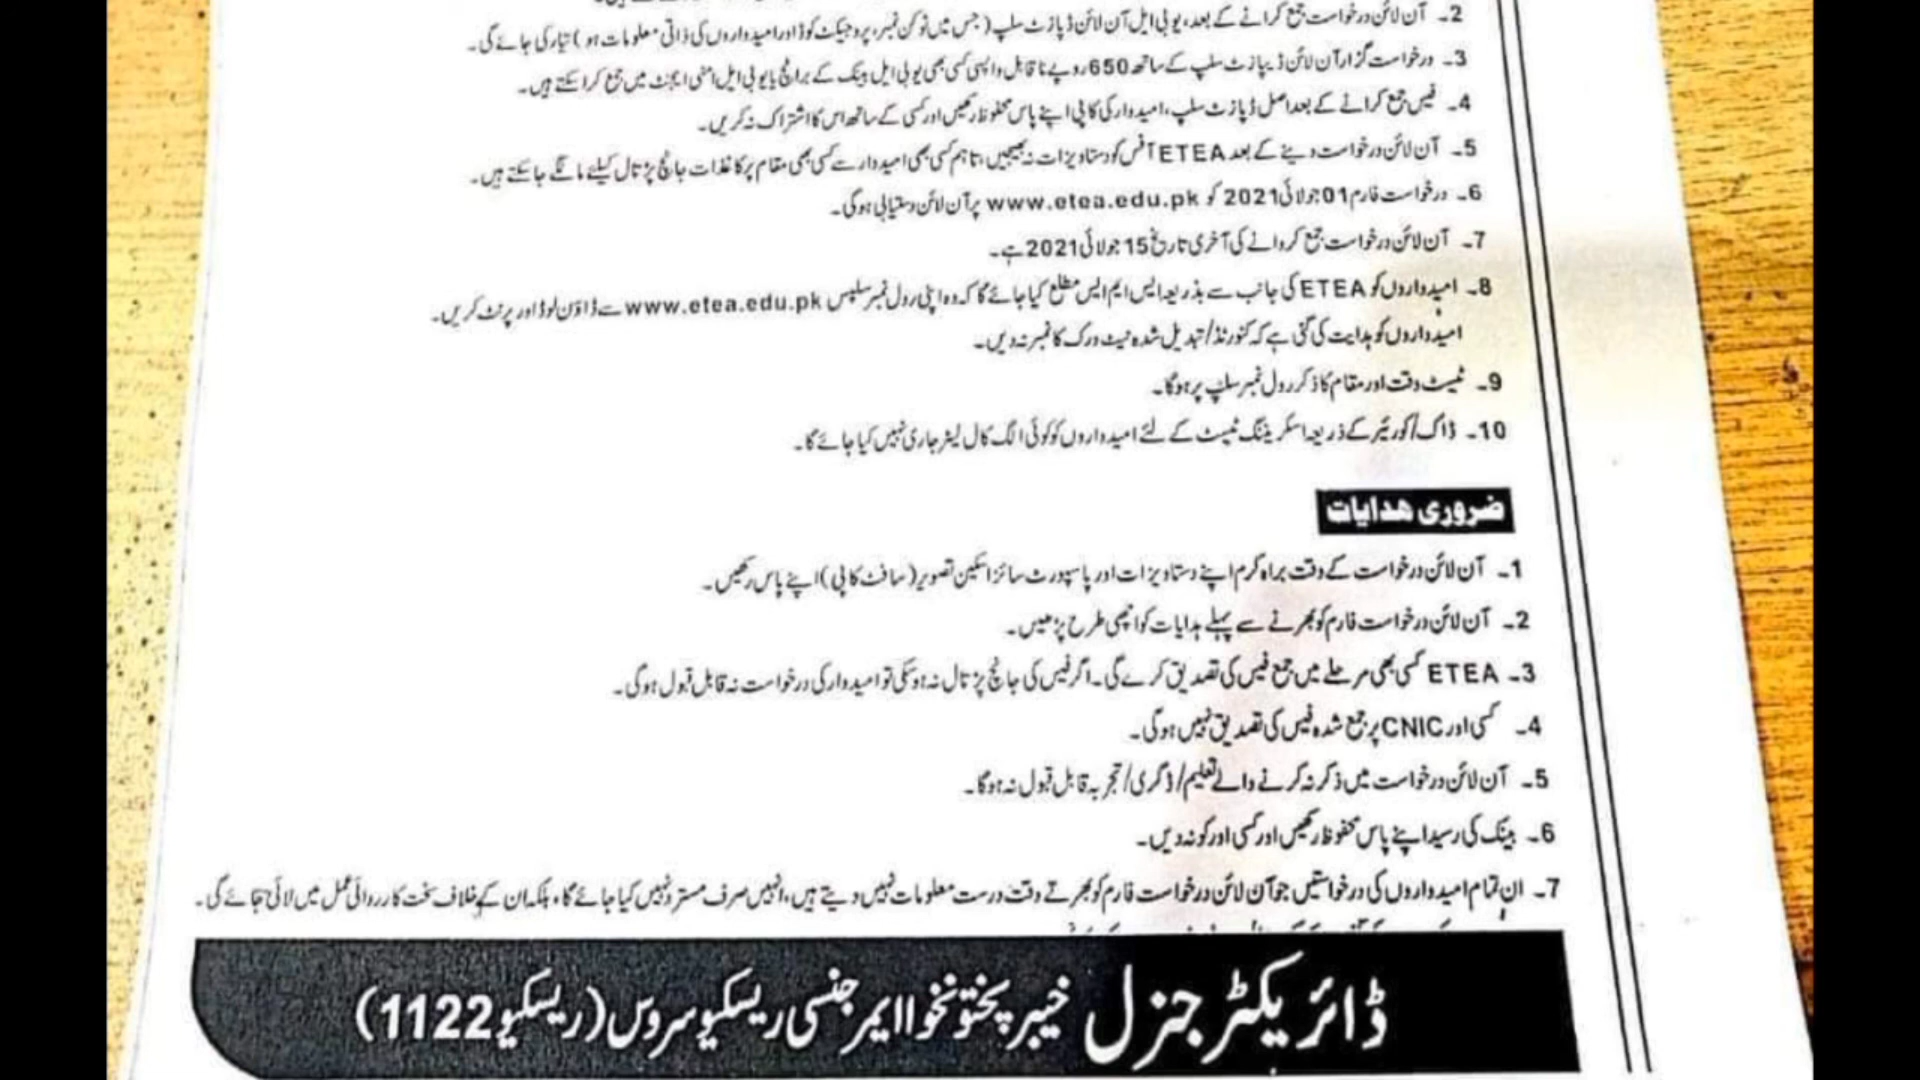 2۔ آن لائن درخواست جمع کرانے کے بعد، یو بی ایل آن لائن ڈپازٹ سلپ (جس میں ٹوکن نمبر، پروجیکٹ کوڈ اور امیدواروں کی ذاتی معلومات ہو) تیار کی جائے گی۔
3۔ درخواست گزار آن لائن ڈیپازٹ سلپ کے ساتھ 650 روپے نا قابل واپسی کسی بھی یو بی ایل بینک کے برانچ یا یو بی ایل امنی ایجنٹ میں جمع کرا سکتے ہیں۔
4۔ فیس جمع کرانے کے بعد اصل ڈپازٹ سلپ، امیدوار کی کاپی اپنے پاس محفوظ رکھیں اور کسی کے ساتھ اس کا اشتراک نہ کریں۔
5۔ آن لائن درخواست دینے کے بعد ETEA آفس کو دستاویزات نہ بھیجیں، تاہم کسی بھی امیدوار سے کسی بھی مقام پر کاغذات جانچ پڑتال کیلئے مانگے جا سکتے ہیں۔
6۔ درخواست فارم 01 جولائی 2021 کو www.etea.edu.pk پر آن لائن دستیابی ہوگی۔
7۔ آن لائن درخواست جمع کروانے کی آخری تاریخ 15 جولائی 2021 ہے۔
8۔ امیدواروں کو ETEA کی جانب سے بذریعہ ایس ایم ایس مطلع کیا جائے گا کہ وہ اپنی رول نمبر سلپس www.etea.edu.pk سے ڈاؤن لوڈ اور پرنٹ کریں۔
امیدواروں کو ہدایت کی گئی ہے کہ کنورٹڈ/تبدیل شدہ نیٹ ورک کا نمبر نہ دیں۔
9۔ ٹیسٹ وقت اور مقام کا ذکر رول نمبر سلپ پر ہوگا۔
10۔ ڈاک/کورئیر کے ذریعہ اسکریننگ ٹیسٹ کے لئے امیدواروں کو کوئی الگ کال لیٹر جاری نہیں کیا جائے گا۔
ضروری ھدایات
1۔ آن لائن درخواست کے وقت براہ کرم اپنے دستاویزات اور پاسپورٹ سائز اسکین تصویر (سافٹ کاپی) اپنے پاس رکھیں۔
2۔ آن لائن درخواست فارم کو بھرنے سے پہلے ہدایات کو اچھی طرح پڑھیں۔
3۔ ETEA کسی بھی مرحلے میں جمع فیس کی تصدیق کرے گی۔ اگر فیس کی جانچ پڑتال نہ ہو سکی تو امیدوار کی درخواست نہ قابل قبول ہوگی۔
4۔ کسی اور CNIC پر جمع شدہ فیس کی تصدیق نہیں ہوگی۔
5۔ آن لائن درخواست میں ذکر نہ کرنے والے تعلیم/ڈگری/تجربہ قابل قبول نہ ہوگا۔
6۔ بینک کی رسید اپنے پاس محفوظ رکھیں اور کسی اور کو نہ دیں۔
7۔ ان تمام امیدواروں کی درخواستیں جو آن لائن درخواست فارم کو بھرتے وقت درست معلومات نہیں دیتے ہیں، انہیں صرف مسترد نہیں کیا جائے گا، بلکہ ان کے خلاف سخت کارروائی عمل میں لائی جائے گی۔
ڈائریکٹر جنرل خیبر پختونخوا ایمرجنسی ریسکیو سروس (ریسکیو 1122)